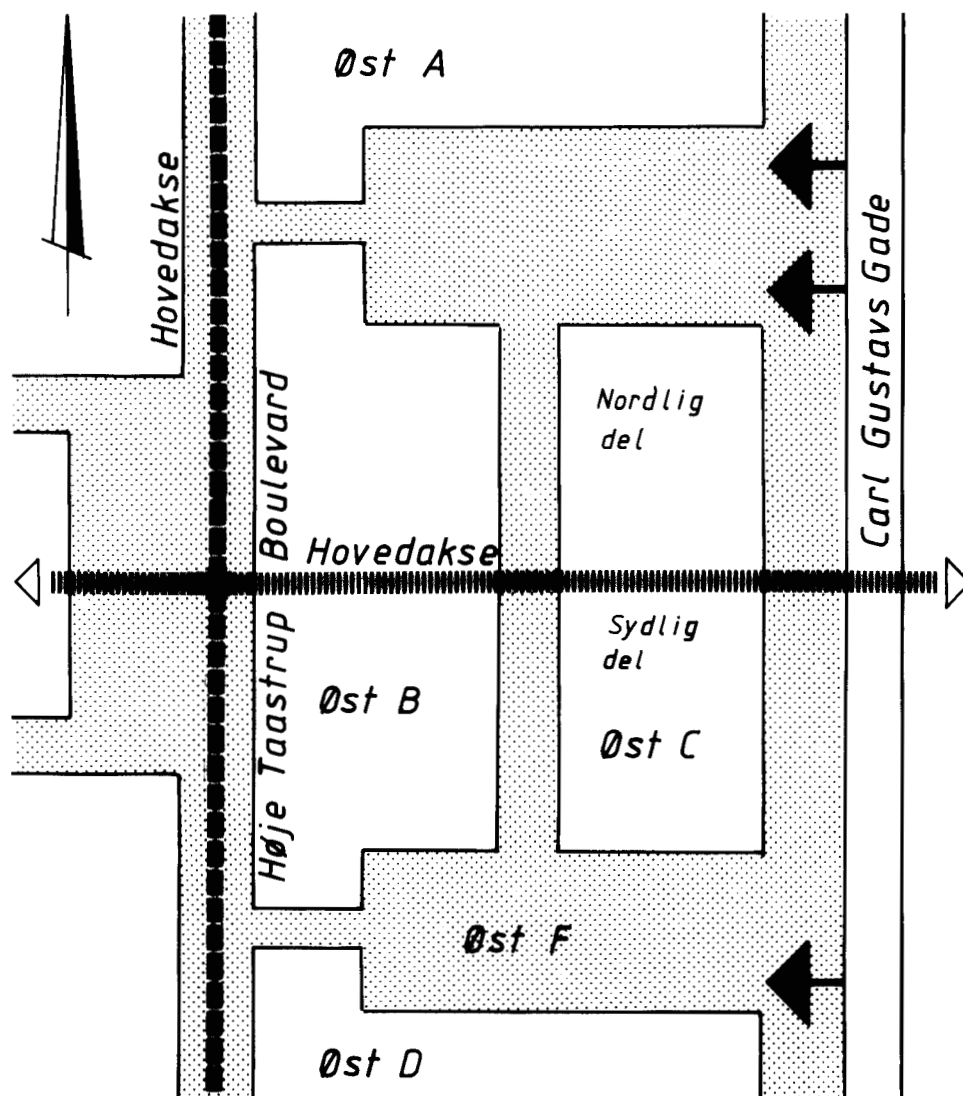 Øst A
Hovedakse
Carl Gustavs Gade
Nordlig
del
Høje Taastrup Boulevard
Hovedakse
Sydlig
del
Øst B
Øst C
Øst F
Øst D